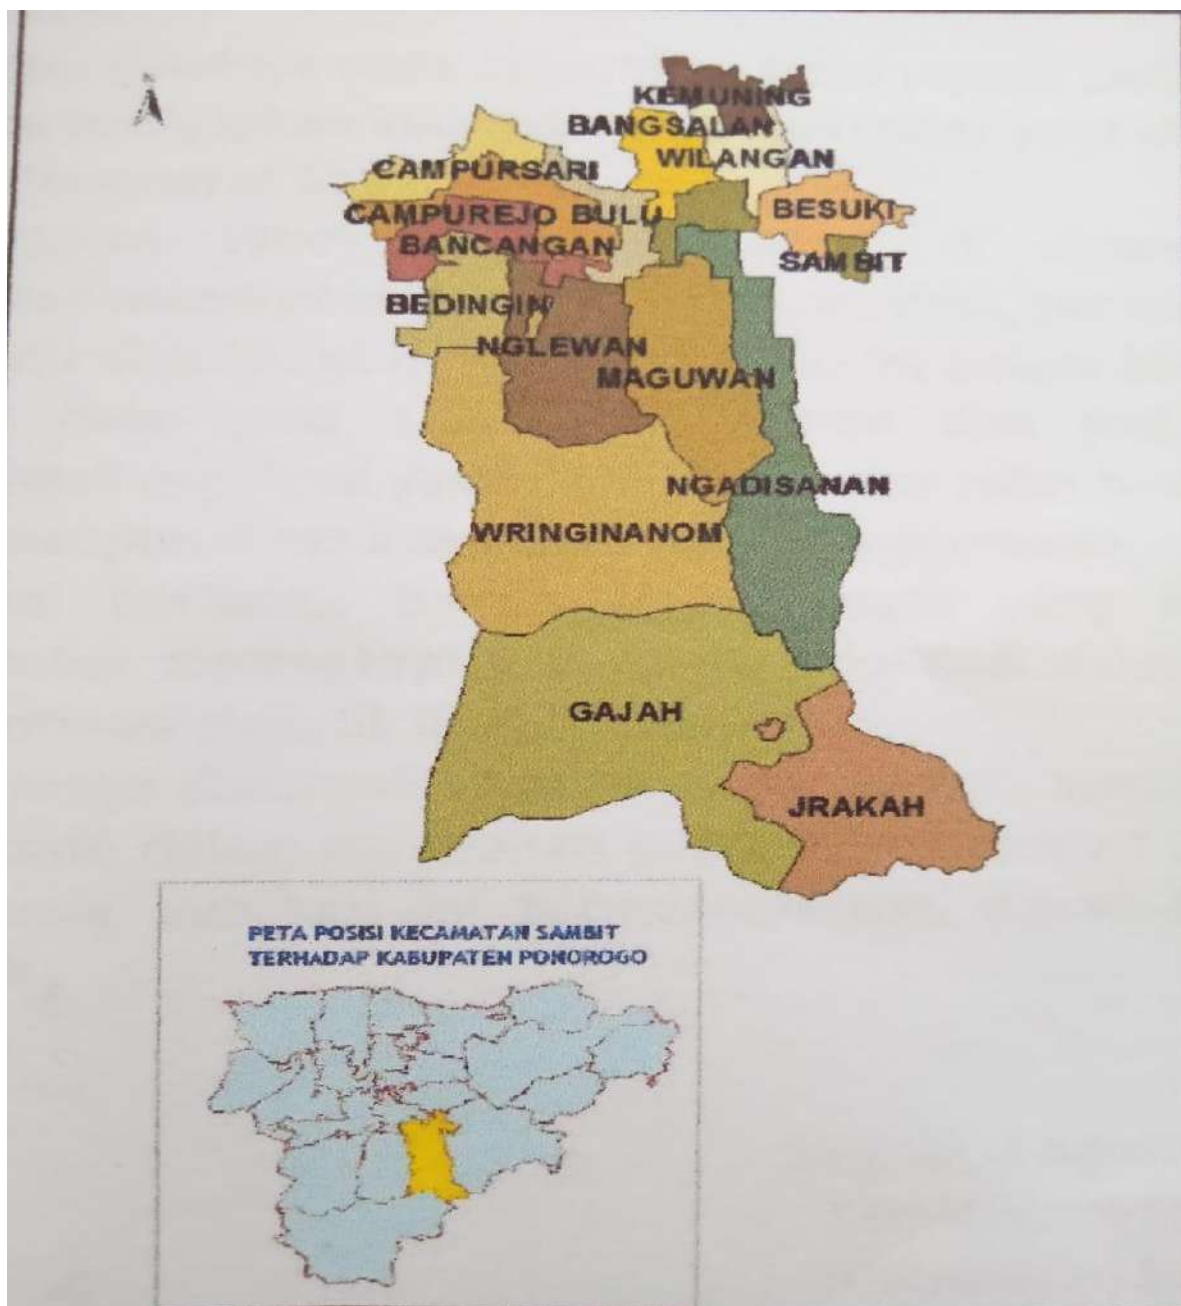 KEMUNING
BANGSALAN
WILANGAN
CAMPURSARI
CAMPUREJO BULU
BESUKI
BANCANGAN
SAMBIT
BEDINGIN
NGLEWAN
MAGUWAN
NGADISANAN
WRINGINANOM
GAJAH
JRAKAH
PETA POSISI KECAMATAN SAMBIT
TERHADAP KABUPATEN PONOROGO